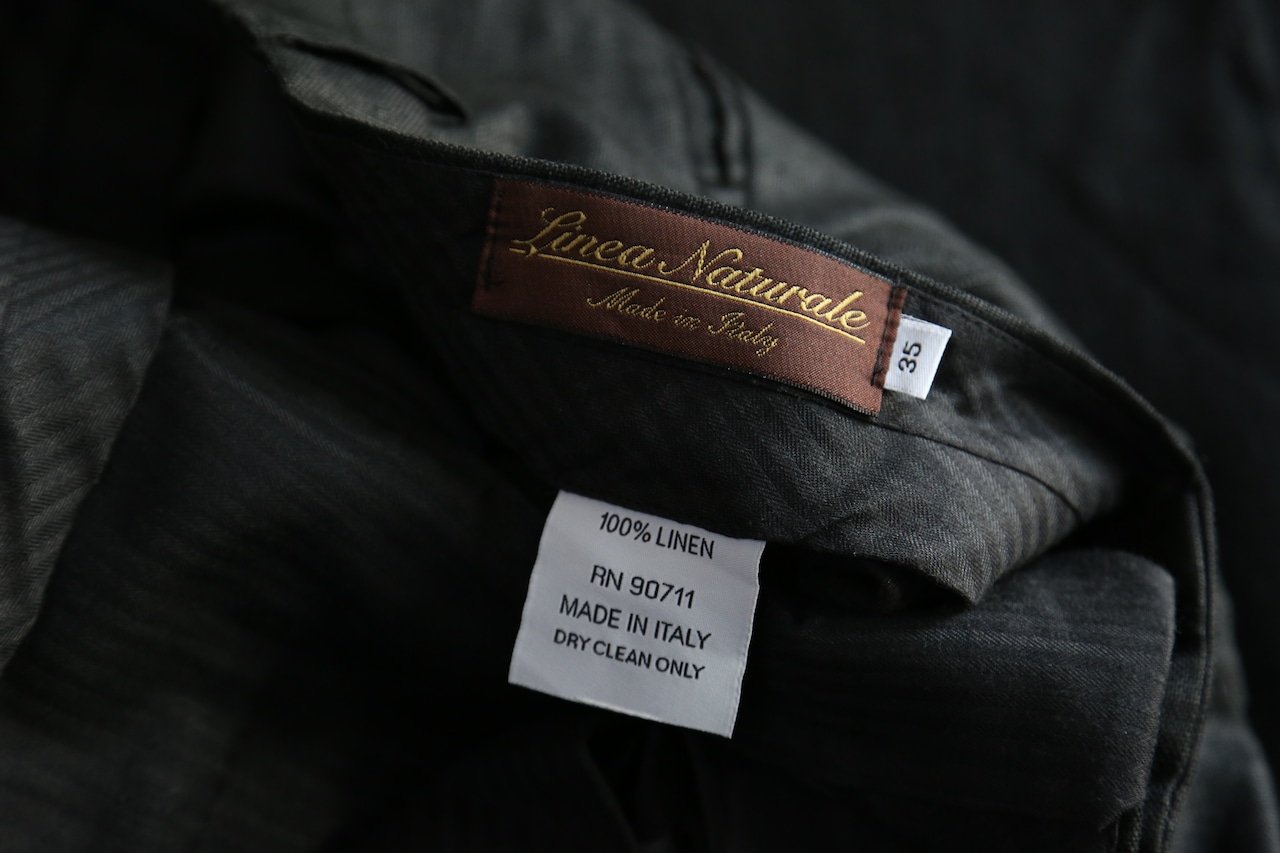 Linea Naturale
Made in Italy
35
100% LINEN
RN 90711
MADE IN ITALY
DRY CLEAN ONLY